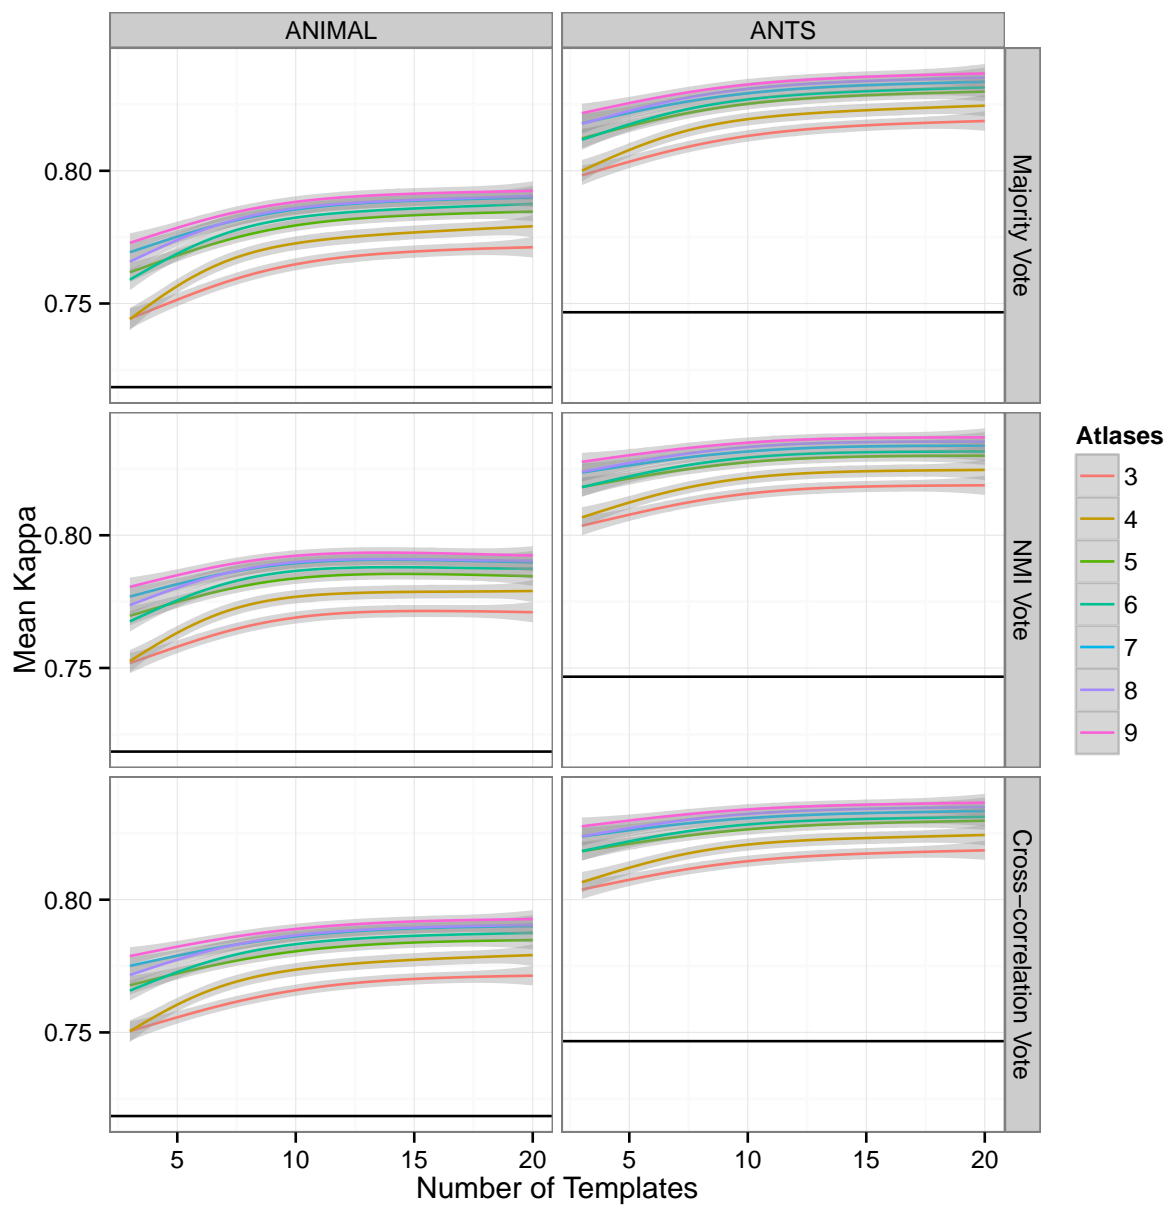 ANIMAL
ANTS
Mean Kappa
0.80
0.75
Majority Vote
0.80
0.75
NMI Vote
0.80
0.75
Cross−correlation Vote
5 10 15 20
5 10 15 20
Number of Templates
Atlases
3
4
5
6
7
8
9